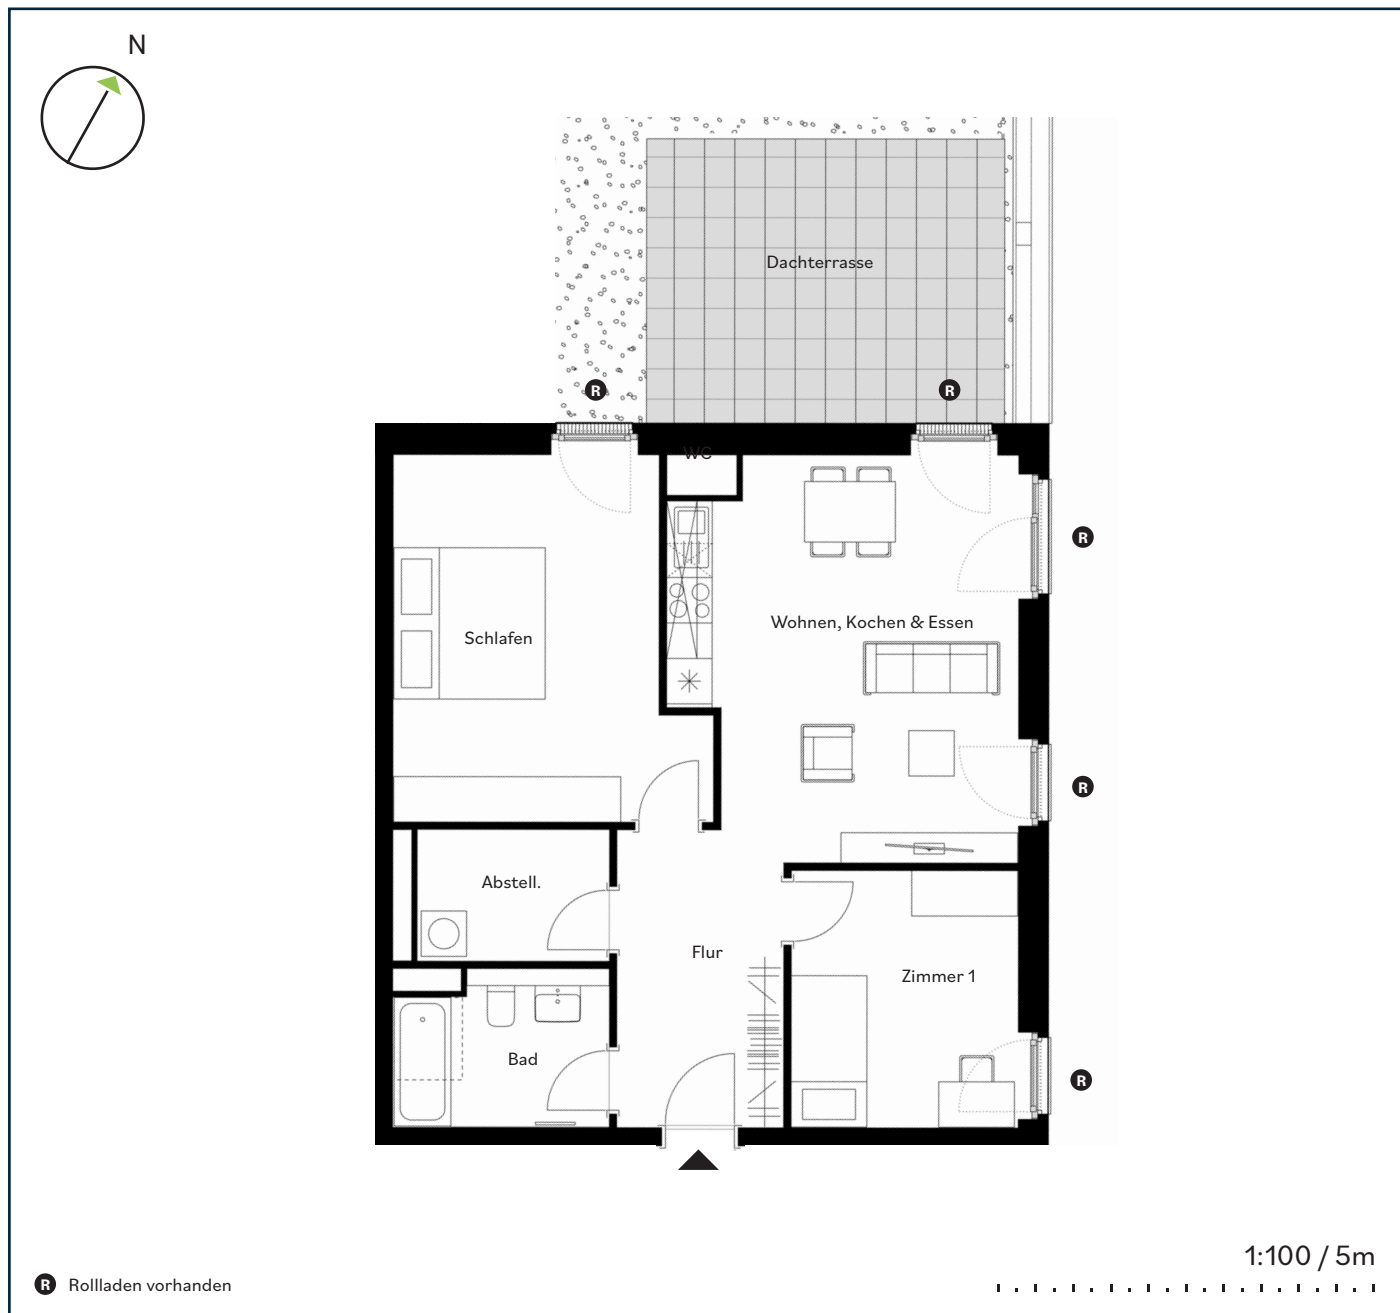 N
Dachterrasse
R
R
WC
R
Wohnen, Kochen & Essen
Schlafen
R
Abstell.
Flur
Zimmer 1
Bad
R
1:100 / 5m
R Rollladen vorhanden